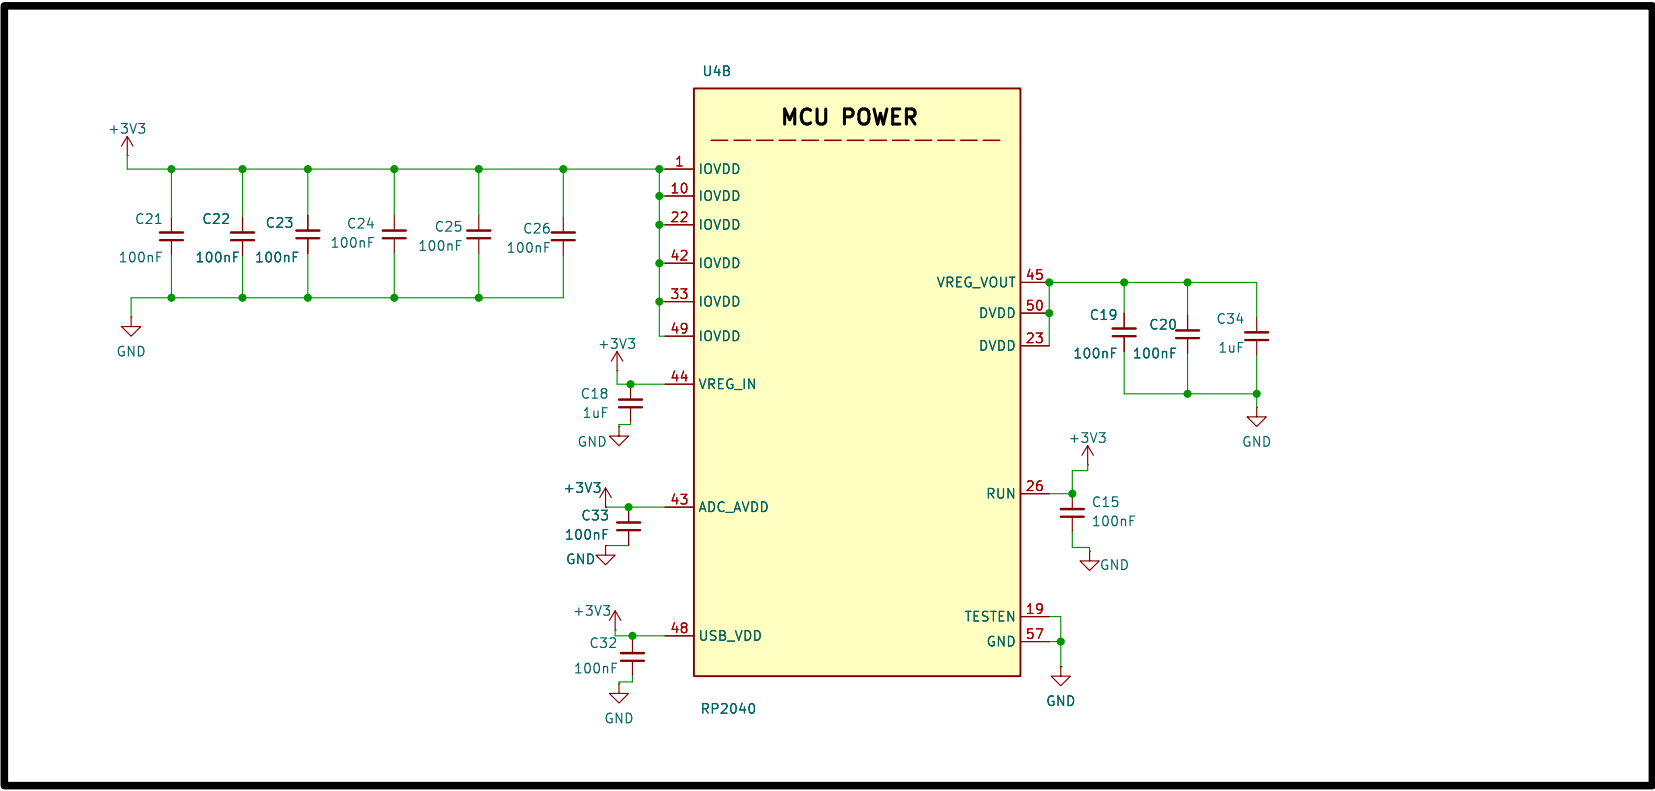 U4B
MCU POWER
+3V3
1 IOVDD
10 IOVDD
22 IOVDD
42 IOVDD
33 IOVDD
49 IOVDD
C21
100nF
C22
100nF
C23
100nF
C24
100nF
C25
100nF
C26
100nF
GND
+3V3
44 VREG_IN
C18
1uF
GND
+3V3
43 ADC_AVDD
C33
100nF
GND
+3V3
48 USB_VDD
C32
100nF
GND
VREG_VOUT 45
DVDD 50
DVDD 23
C19
100nF
C20
100nF
C34
1uF
GND
+3V3
RUN 26
C15
100nF
GND
TESTEN 19
GND 57
GND
RP2040